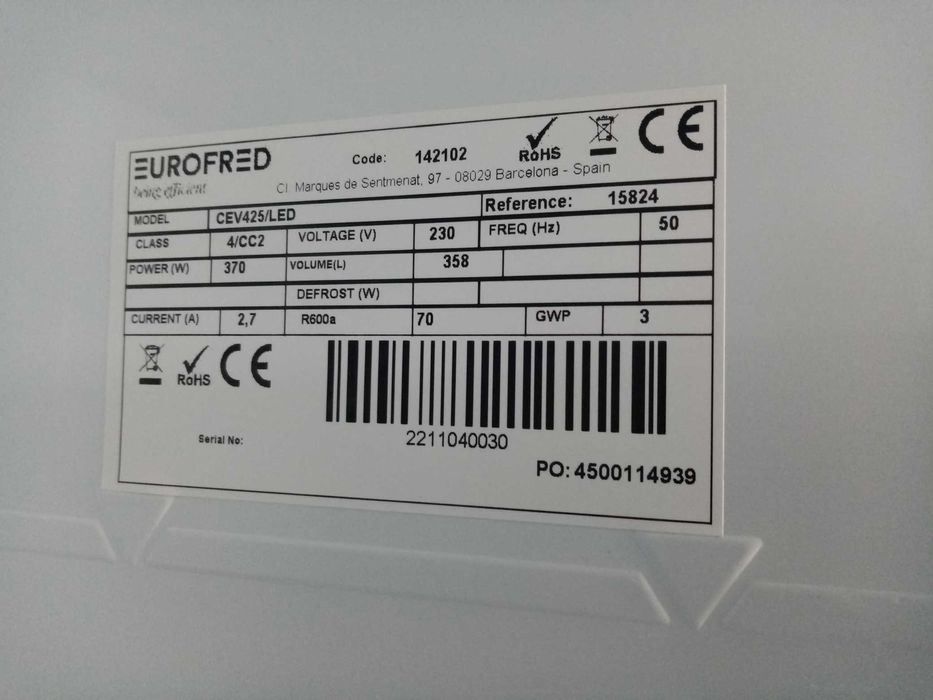 EUROFRED
being efficient
Code: 142102
RoHS
CE
Cl. Marques de Sentmenat, 97 - 08029 Barcelona - Spain
MODEL CEV425/LED Reference: 15824
CLASS 4/CC2 VOLTAGE (V) 230 FREQ (Hz) 50
POWER (W) 370 VOLUME(L) 358
DEFROST (W)
CURRENT (A) 2,7 R600a 70 GWP 3
RoHS CE
Serial No: 2211040030
PO: 4500114939